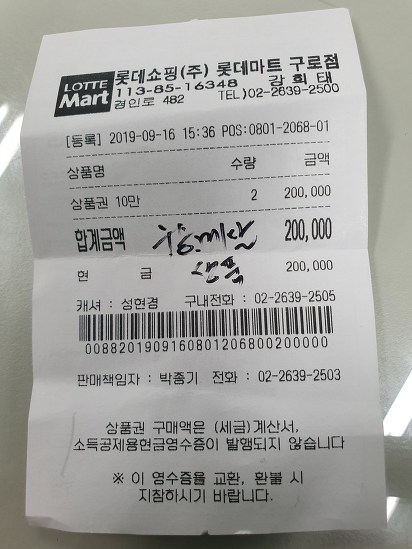 LOTTE Mart
롯데쇼핑(주) 롯데마트 구로점
113-85-16348 강희태
경인로 482 TEL)02-2639-2500
[등록] 2019-09-16 15:36 POS:0801-2068-01
상품명 수량 금액
상품권 10만 2 200,000
합계금액 200,000
현 금 200,000
캐셔 : 성현경 구내전화 : 02-2639-2505
0088201909160801206800200000
판매책임자 : 박종기 전화 : 02-2639-2503
상품권 구매액은 (세금)계산서,
소득공제용현금영수증이 발행되지 않습니다
※ 이 영수증을 교환, 환불 시
지참하시기 바랍니다.